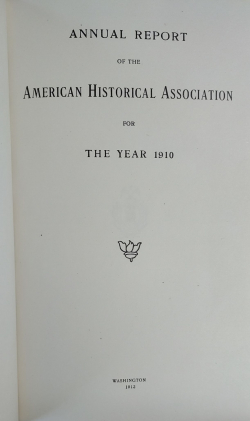 ANNUAL REPORT
OF THE
AMERICAN HISTORICAL ASSOCIATION
FOR
THE YEAR 1910
WASHINGTON
1912